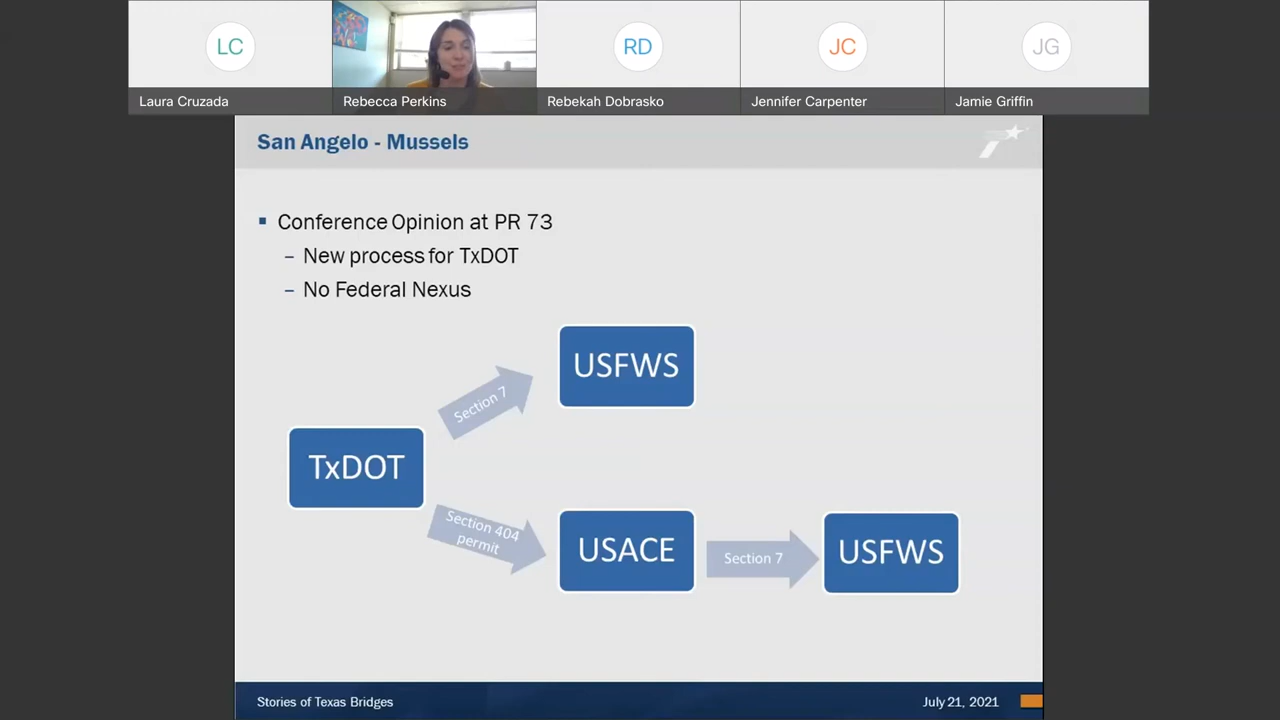 LC
RD
JC
JG
Laura Cruzada
Rebecca Perkins
Rebekah Dobrasko
Jennifer Carpenter
Jamie Griffin
San Angelo - Mussels
Conference Opinion at PR 73
– New process for TxDOT
– No Federal Nexus
USFWS
Section 7
TxDOT
Section 404
permit
USACE
Section 7
USFWS
Stories of Texas Bridges
July 21, 2021